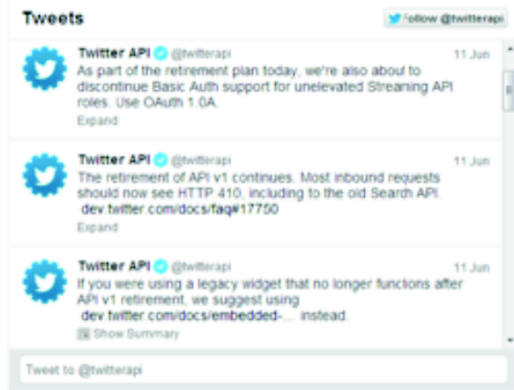 Tweets
Follow @twitterapi
Twitter API @twitterapi 11 Jun
As part of the retirement plan today, we're also about to
discontinue Basic Auth support for unelevated Streaming API
roles. Use OAuth 1.0A.
Expand
Twitter API @twitterapi 11 Jun
The retirement of API v1 continues. Most inbound requests
should now see HTTP 410, including to the old Search API.
dev.twitter.com/docs/faq#17750
Expand
Twitter API @twitterapi 11 Jun
If you were using a legacy widget that no longer functions after
API v1 retirement, we suggest using
dev.twitter.com/docs/embedded-... instead.
Show Summary
Tweet to @twitterapi